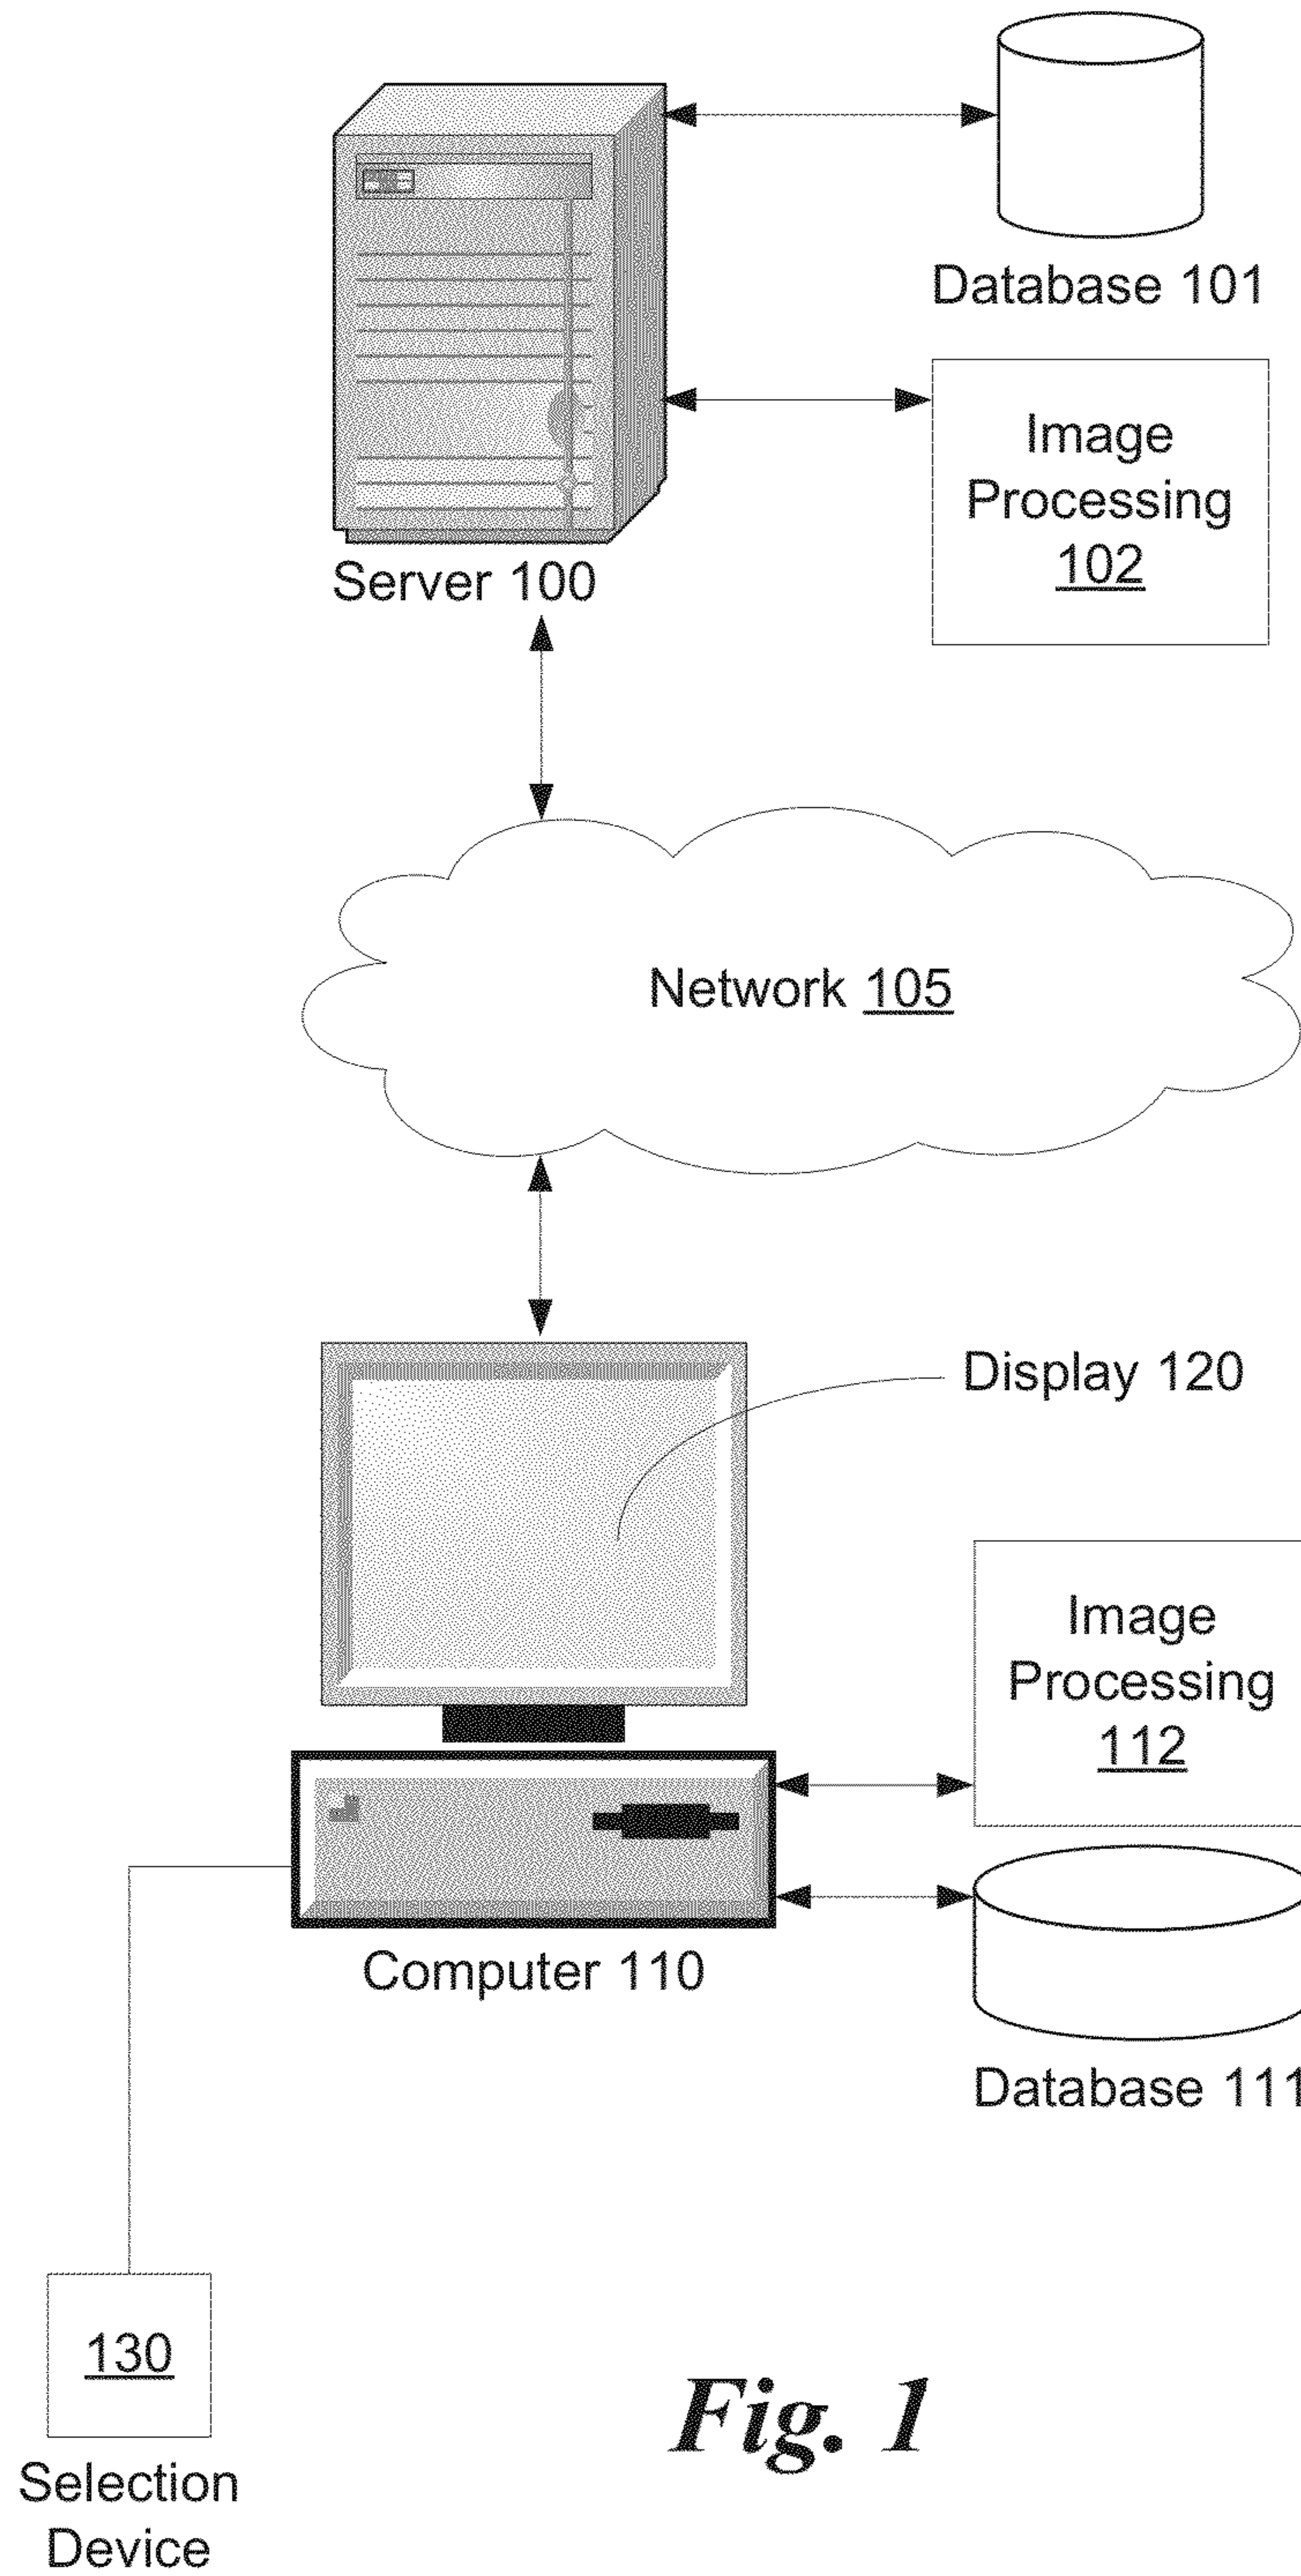 Database 101
Image
Processing
102
Server 100
Network 105
Display 120
Image
Processing
112
Computer 110
Database 111
130
Selection
Device
Fig. 1